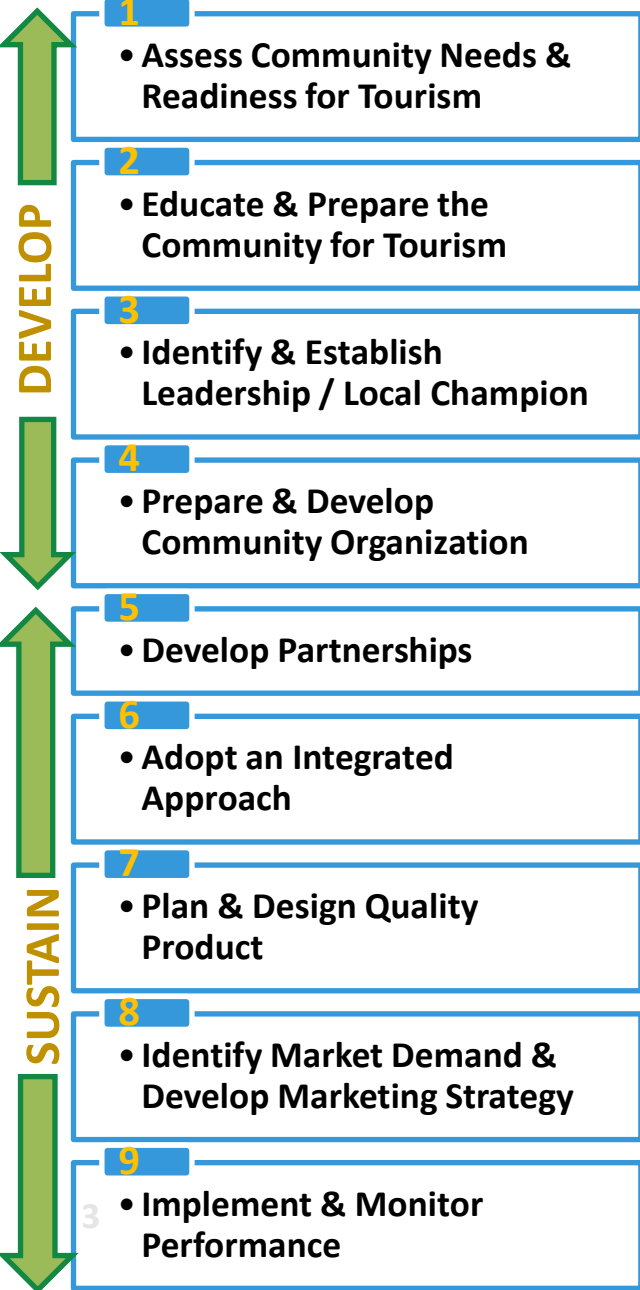 1
• Assess Community Needs &
Readiness for Tourism
2
• Educate & Prepare the
Community for Tourism
3
• Identify & Establish
Leadership / Local Champion
4
• Prepare & Develop
Community Organization
DEVELOP
5
• Develop Partnerships
6
• Adopt an Integrated
Approach
7
• Plan & Design Quality
Product
8
• Identify Market Demand &
Develop Marketing Strategy
9
• Implement & Monitor
Performance
SUSTAIN
3